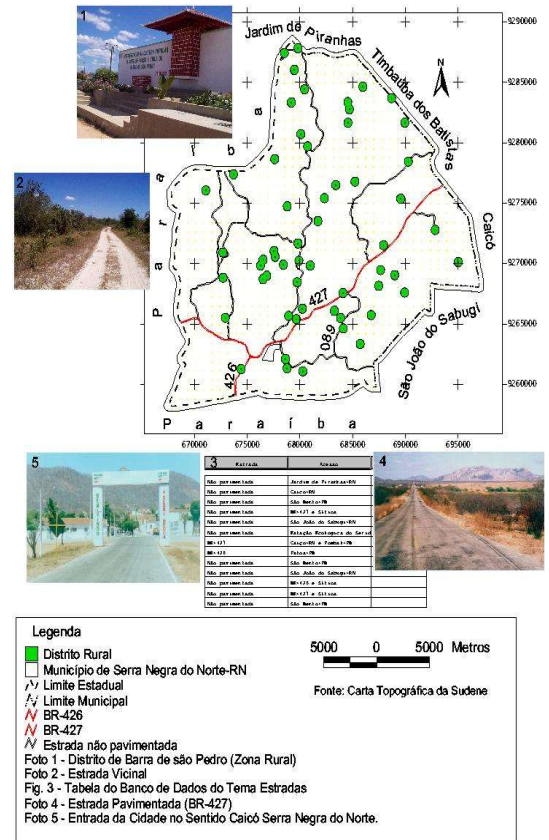 1
Jardim de Piranhas
Timbaúba dos Batistas
Caicó
São João do Sabugi
Paraíba
Paraíba
N
9290000
9285000
9280000
9275000
9270000
9265000
9260000
670000 675000 680000 685000 690000 695000
427
426
089
2
5
3
4
Entrada Acesso
Não pavimentada Jardim de Piranhas-RN
Não pavimentada Caicó-RN
Não pavimentada São Bento-PB
Não pavimentada BR-427 e Sítios
Não pavimentada São João do Sabugi-RN
Não pavimentada Estação Ecológica do Seridó
BR-427 Caicó-RN e Pombal-PB
BR-426 Patos-PB
Não pavimentada São Bento-PB
Não pavimentada São João do Sabugi-RN
Não pavimentada BR-426 e Sítios
Não pavimentada BR-427 e Sítios
Não pavimentada São Bento-PB
Legenda
Distrito Rural
Município de Serra Negra do Norte-RN
Limite Estadual
Limite Municipal
BR-426
BR-427
Estrada não pavimentada
Foto 1 - Distrito de Barra de são Pedro (Zona Rural)
Foto 2 - Estrada Vicinal
Fig. 3 - Tabela do Banco de Dados do Tema Estradas
Foto 4 - Estrada Pavimentada (BR-427)
Foto 5 - Entrada da Cidade no Sentido Caicó Serra Negra do Norte.
5000 0 5000 Metros
Fonte: Carta Topográfica da Sudene